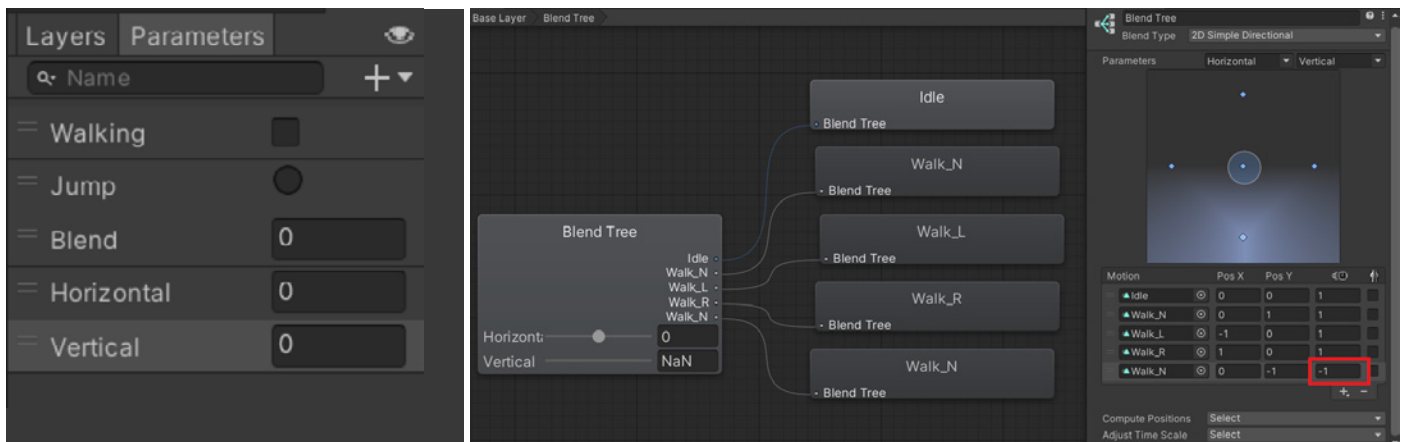 Layers Parameters
Name
Walking
Jump
Blend 0
Horizontal 0
Vertical 0
Base Layer Blend Tree
Blend Tree
Idle
Walk_N
Walk_L
Walk_R
Walk_N
Horizont 0
Vertical NaN
Idle
Blend Tree
Walk_N
Blend Tree
Walk_L
Blend Tree
Walk_R
Blend Tree
Walk_N
Blend Tree
Blend Tree
Blend Type 2D Simple Directional
Parameters Horizontal Vertical
Motion Pos X Pos Y
Idle 0 0 1
Walk_N 0 1 1
Walk_L -1 0 1
Walk_R 1 0 1
Walk_N 0 -1 -1
+ -
Compute Positions Select
Adjust Time Scale Select